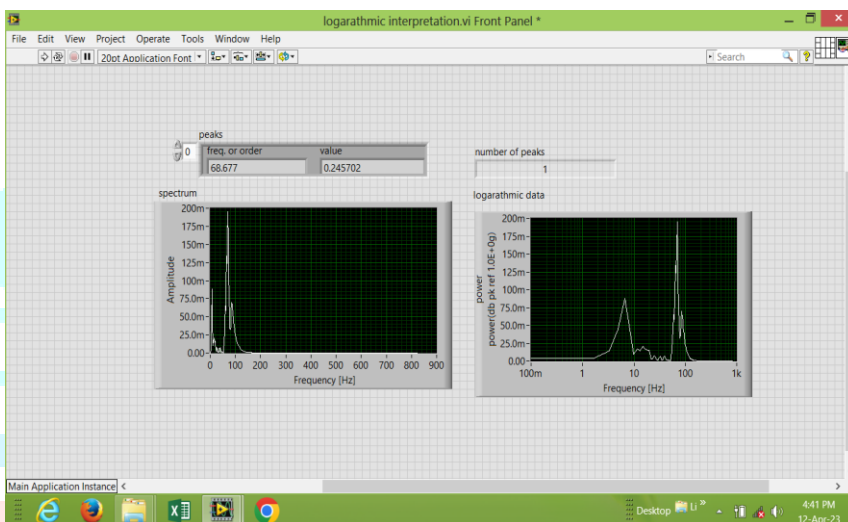 logarathmic interpretation.vi Front Panel *
File Edit View Project Operate Tools Window Help
20pt Application Font
Search
peaks
0
freq. or order value
68.677 0.245702
number of peaks
1
spectrum
200m
175m
150m
125m
100m
75.0m
50.0m
25.0m
0.00
Amplitude
0 100 200 300 400 500 600 700 800 900
Frequency [Hz]
logarathmic data
200m
175m
150m
125m
100m
75.0m
50.0m
25.0m
0.00
power
power(db pk ref 1.0E+0g)
100m 1 10 100 1k
Frequency [Hz]
Main Application Instance
Desktop Li »
4:41 PM
12-Apr-23